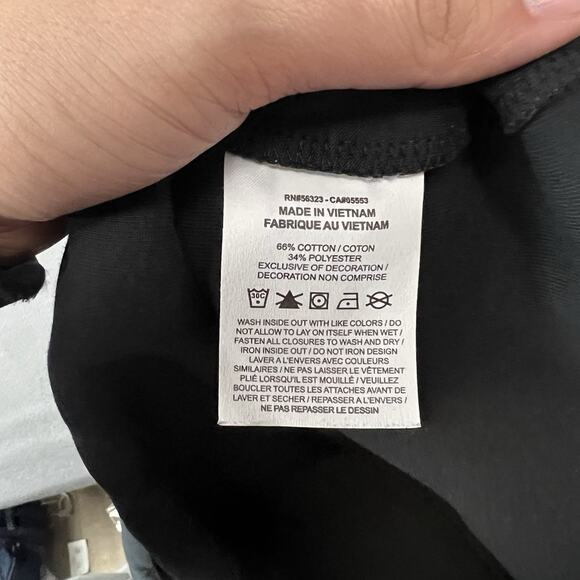 RN#56323 - CA#05553
MADE IN VIETNAM
FABRIQUE AU VIETNAM
66% COTTON / COTON
34% POLYESTER
EXCLUSIVE OF DECORATION /
DECORATION NON COMPRISE
30C
WASH INSIDE OUT WITH LIKE COLORS / DO
NOT ALLOW TO LAY ON ITSELF WHEN WET /
FASTEN ALL CLOSURES TO WASH AND DRY /
IRON INSIDE OUT / DO NOT IRON DESIGN
LAVER A L'ENVERS AVEC COULEURS
SIMILAIRES / NE PAS LAISSER LE VÊTEMENT
PLIÉ LORSQU'IL EST MOUILLÉ / VEUILLEZ
BOUCLER TOUTES LES ATTACHES AVANT DE
LAVER ET SECHER / REPASSER A L'ENVERS /
NE PAS REPASSER LE DESSIN